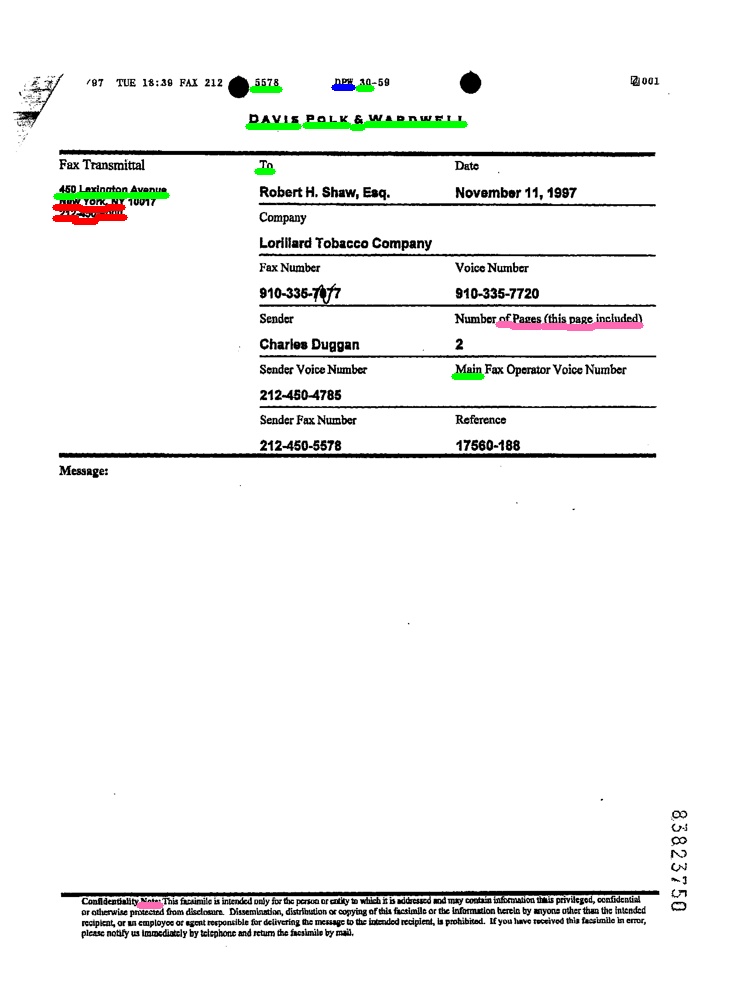 '97 TUE 18:39 FAX 212 5578 DPW 30-59 001
DAVIS POLK & WARDWELL
Fax Transmittal To Date
450 Lexington Avenue Robert H. Shaw, Esq. November 11, 1997
New York, NY 10017
212-450-
Company
Lorillard Tobacco Company
Fax Number Voice Number
910-335- 910-335-7720
Sender Number of Pages (this page included)
Charles Duggan 2
Sender Voice Number Main Fax Operator Voice Number
212-450-4785
Sender Fax Number Reference
212-450-5578 17560-188
Message:
83823750
Confidentiality Note: This facsimile is intended only for the person or entity to which it is addressed and may contain information thats privileged, confidential
or otherwise protected from disclosure. Dissemination, distribution or copying of this facsimile or the information herein by anyone other than the intended
recipient, or an employee or agent responsible for delivering the message to the intended recipient, is prohibited. If you have received this facsimile in error,
please notify us immediately by telephone and return the facsimile by mail.